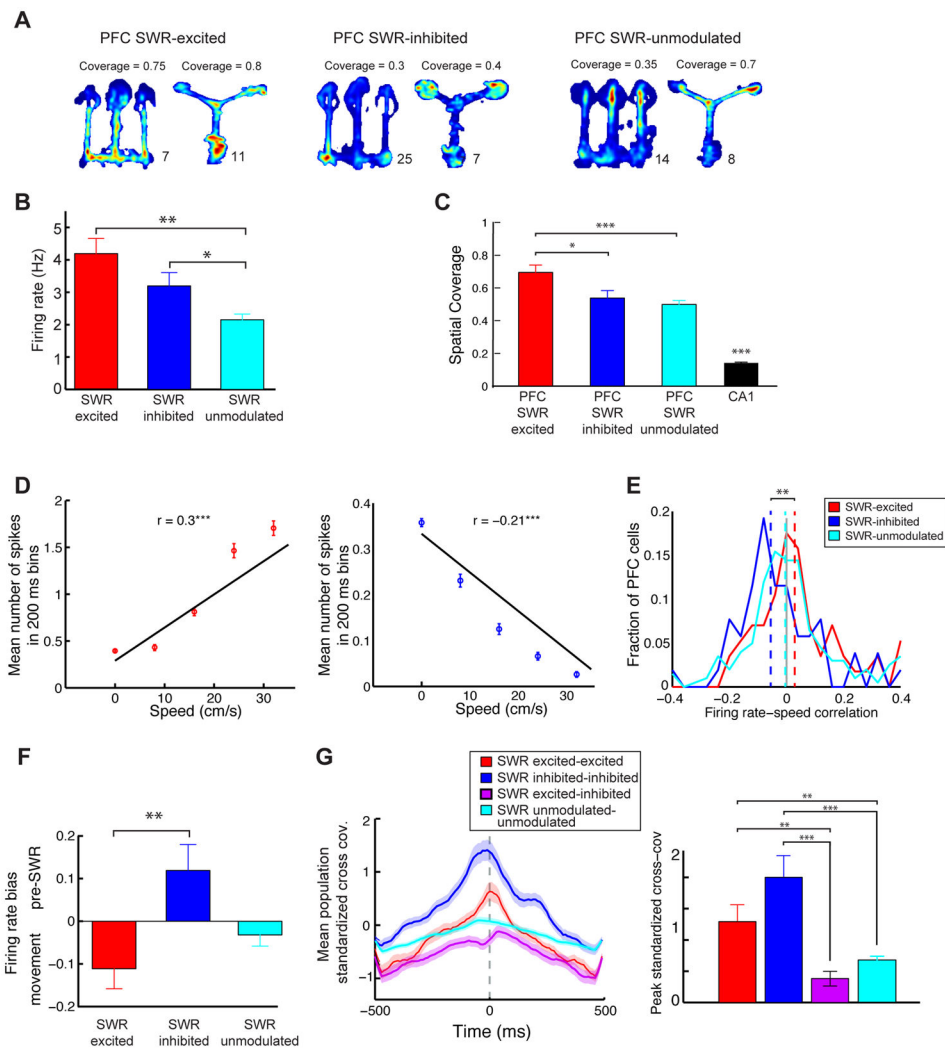 A
PFC SWR-excited
PFC SWR-inhibited
PFC SWR-unmodulated
Coverage = 0.75
Coverage = 0.8
Coverage = 0.3
Coverage = 0.4
Coverage = 0.35
Coverage = 0.7
7
11
25
7
14
8
B
Firing rate (Hz)
5
4
3
2
1
0
**
*
SWR
excited
SWR
inhibited
SWR
unmodulated
C
Spatial Coverage
1
0.8
0.6
0.4
0.2
0
***
*
***
PFC
SWR
excited
PFC
SWR
inhibited
PFC
SWR
unmodulated
CA1
D
Mean number of spikes
in 200 ms bins
2
1.5
1
0.5
0
r = 0.3***
0
10
20
30
Speed (cm/s)
Mean number of spikes
in 200 ms bins
0.4
0.3
0.2
0.1
0
r = −0.21***
0
10
20
30
Speed (cm/s)
E
**
SWR-excited
SWR-inhibited
SWR-unmodulated
Fraction of PFC cells
0.2
0.15
0.1
0.05
0
−0.4
−0.2
0
0.2
0.4
Firing rate−speed correlation
F
Firing rate bias
movement
pre-SWR
0.2
0.1
0
−0.1
−0.2
**
SWR
excited
SWR
inhibited
SWR
unmodulated
G
SWR excited-excited
SWR inhibited-inhibited
SWR excited-inhibited
SWR unmodulated-
unmodulated
Mean population
standardized cross cov.
2
1
0
−1
−500
0
500
Time (ms)
Peak standardized cross−cov
2
1
0
**
***
**
***